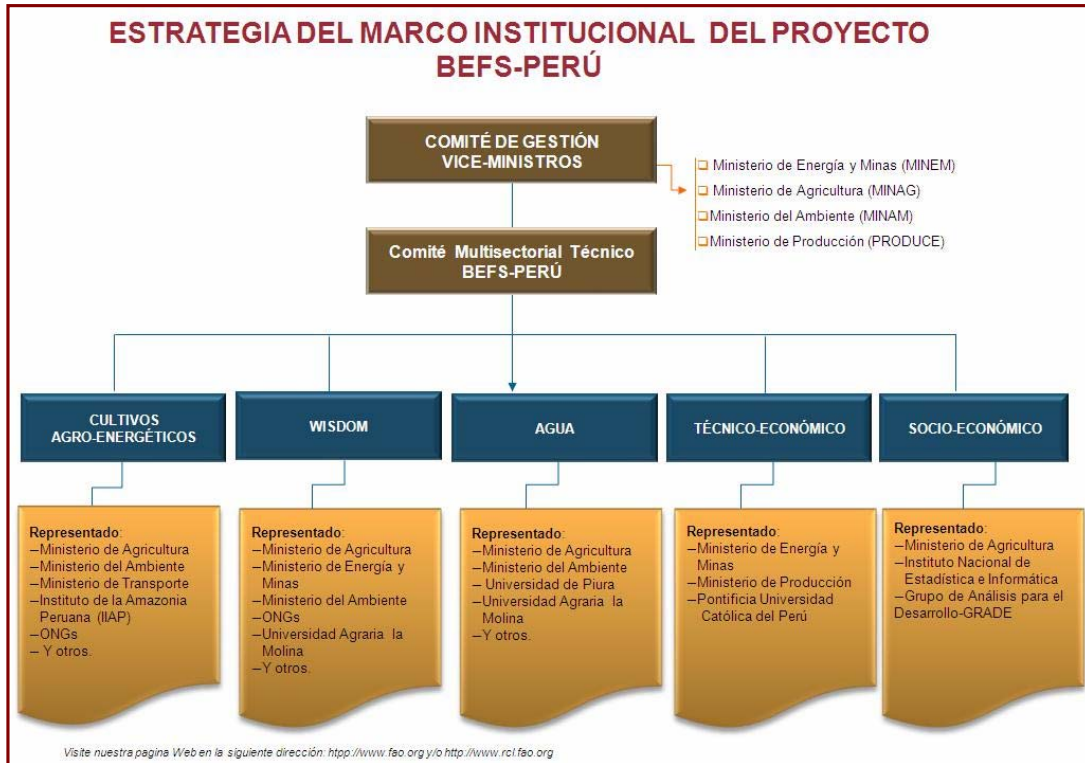 ESTRATEGIA DEL MARCO INSTITUCIONAL DEL PROYECTO
BEFS-PERÚ
COMITÉ DE GESTIÓN
VICE-MINISTROS
Ministerio de Energía y Minas (MINEM)
Ministerio de Agricultura (MINAG)
Ministerio del Ambiente (MINAM)
Ministerio de Producción (PRODUCE)
Comité Multisectorial Técnico
BEFS-PERÚ
CULTIVOS
AGRO-ENERGÉTICOS
WISDOM
AGUA
TÉCNICO-ECONÓMICO
SOCIO-ECONÓMICO
Representado:
–Ministerio de Agricultura
–Ministerio del Ambiente
–Ministerio de Transporte
–Instituto de la Amazonia
Peruana (IIAP)
–ONGs
– Y otros.
Representado:
–Ministerio de Agricultura
–Ministerio de Energía y
Minas
–Ministerio del Ambiente
–ONGs
–Universidad Agraria la
Molina
–Y otros.
Representado:
–Ministerio de Agricultura
–Ministerio del Ambiente
– Universidad de Piura
–Universidad Agraria la
Molina
–Y otros.
Representado:
–Ministerio de Energía y
Minas
–Ministerio de Producción
–Pontificia Universidad
Católica del Perú
Representado:
–Ministerio de Agricultura
–Instituto Nacional de
Estadística e Informática
–Grupo de Análisis para el
Desarrollo-GRADE
Visite nuestra pagina Web en la siguiente dirección: htpp://www.fao.org y/o http://www.rcl.fao.org